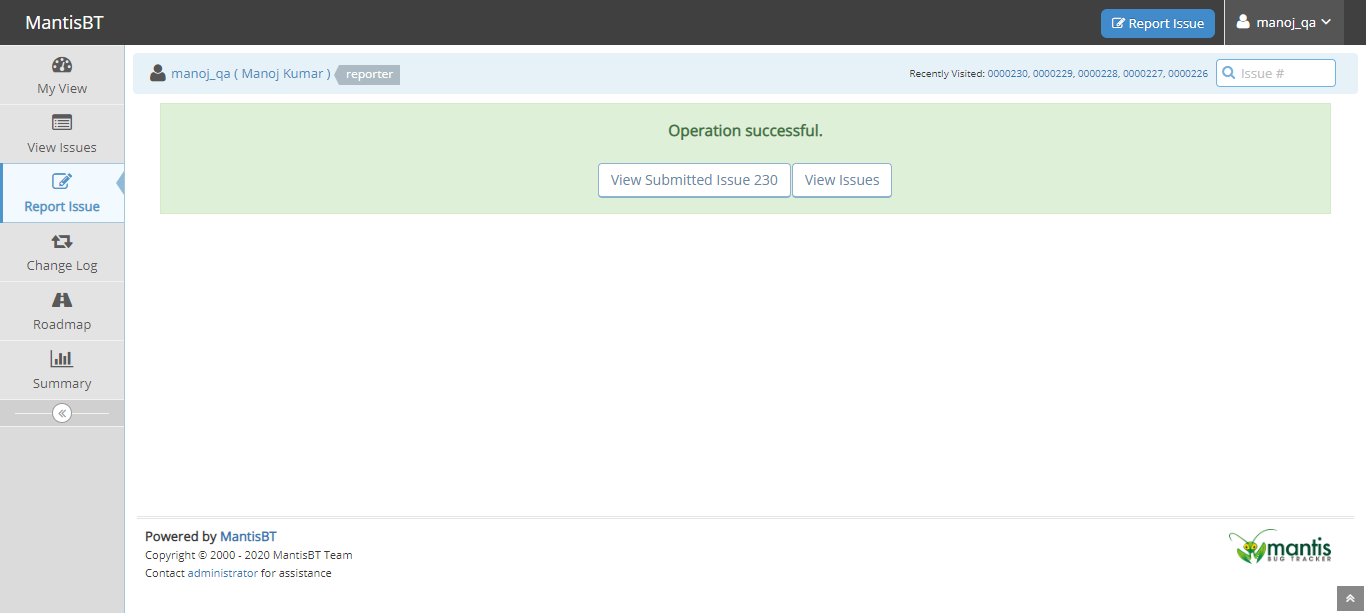 MantisBT
Report Issue
manoj_qa
My View
View Issues
Report Issue
Change Log
Roadmap
Summary
manoj_qa ( Manoj Kumar ) reporter
Recently Visited: 0000230, 0000229, 0000228, 0000227, 0000226
Issue #
Operation successful.
View Submitted Issue 230
View Issues
Powered by MantisBT
Copyright © 2000 - 2020 MantisBT Team
Contact administrator for assistance
mantis
BUG TRACKER